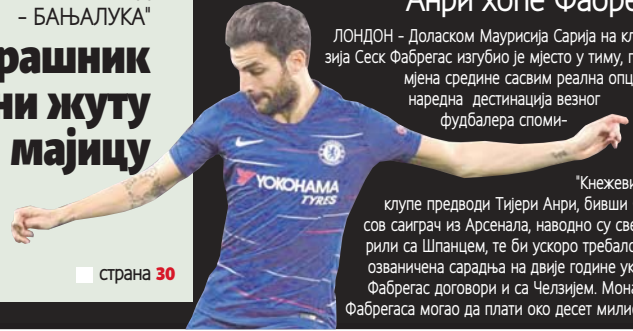 – БАЊАЛУКА"
рашник
ни жуту
мајицу
страна 30
Анри хоће Фабре
ЛОНДОН – Доласком Маурисија Сарија на кл
зија Сеск Фабрегас изгубио је мјесто у тиму, п
мјена средине сасвим реална опц
наредна дестинација везног
фудбалера споми-
"Кнежеви
клупе предводи Тијери Анри, бивши
сов саиграч из Арсенала, наводно су све
рили са Шпанцем, те би ускоро требало
озваничена сарадња на двије године ук
Фабрегас договори и са Челзијем. Мона
Фабрегаса могао да плати око десет мили
YOKOHAMA
TYRES